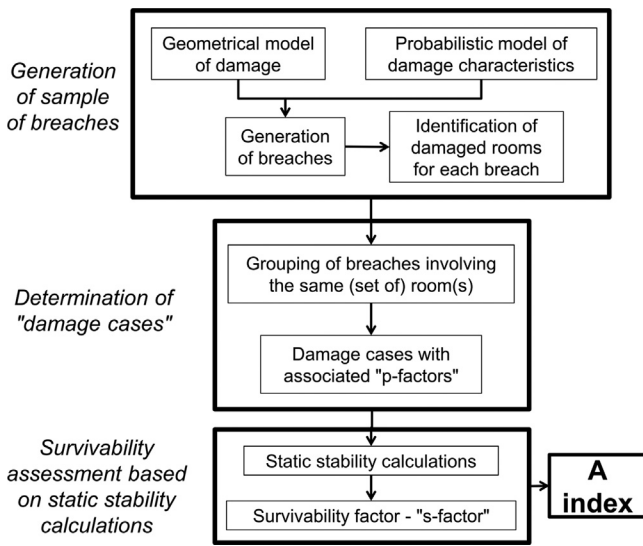 Generation
of sample
of breaches
Geometrical model
of damage
Probabilistic model of
damage characteristics
Generation
of breaches
Identification of
damaged rooms
for each breach
Determination of
"damage cases"
Grouping of breaches involving
the same (set of) room(s)
Damage cases with
associated "p-factors"
Survivability
assessment based
on static stability
calculations
Static stability calculations
Survivability factor - "s-factor"
A
index